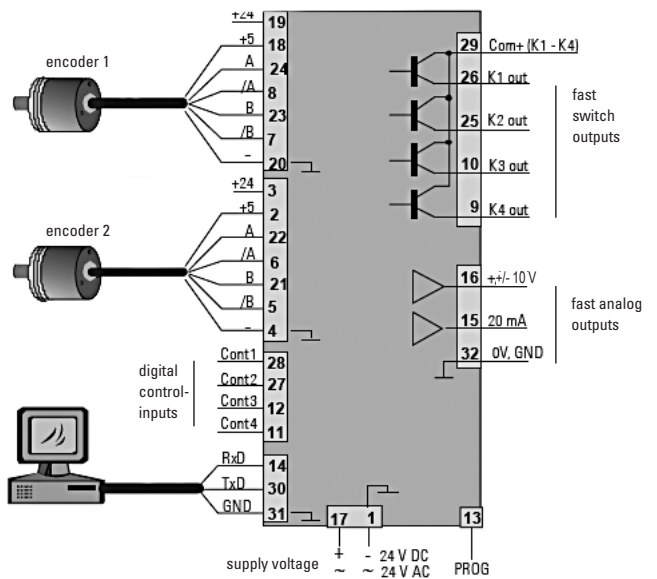 encoder 1
+24 19
+5 18
A 24
/A 8
B 23
/B 7
– 20
encoder 2
+24 3
+5 2
A 22
/A 6
B 21
/B 5
– 4
digital
control-
inputs
Cont1 28
Cont2 27
Cont3 12
Cont4 11
RxD 14
TxD 30
GND 31
29 Com+ (K1 - K4)
26 K1 out
25 K2 out
10 K3 out
9 K4 out
fast
switch
outputs
16 +,+/- 10 V
15 20 mA
32 0V, GND
fast analog
outputs
17 1 13
supply voltage + - 24 V DC
~ ~ 24 V AC
PROG